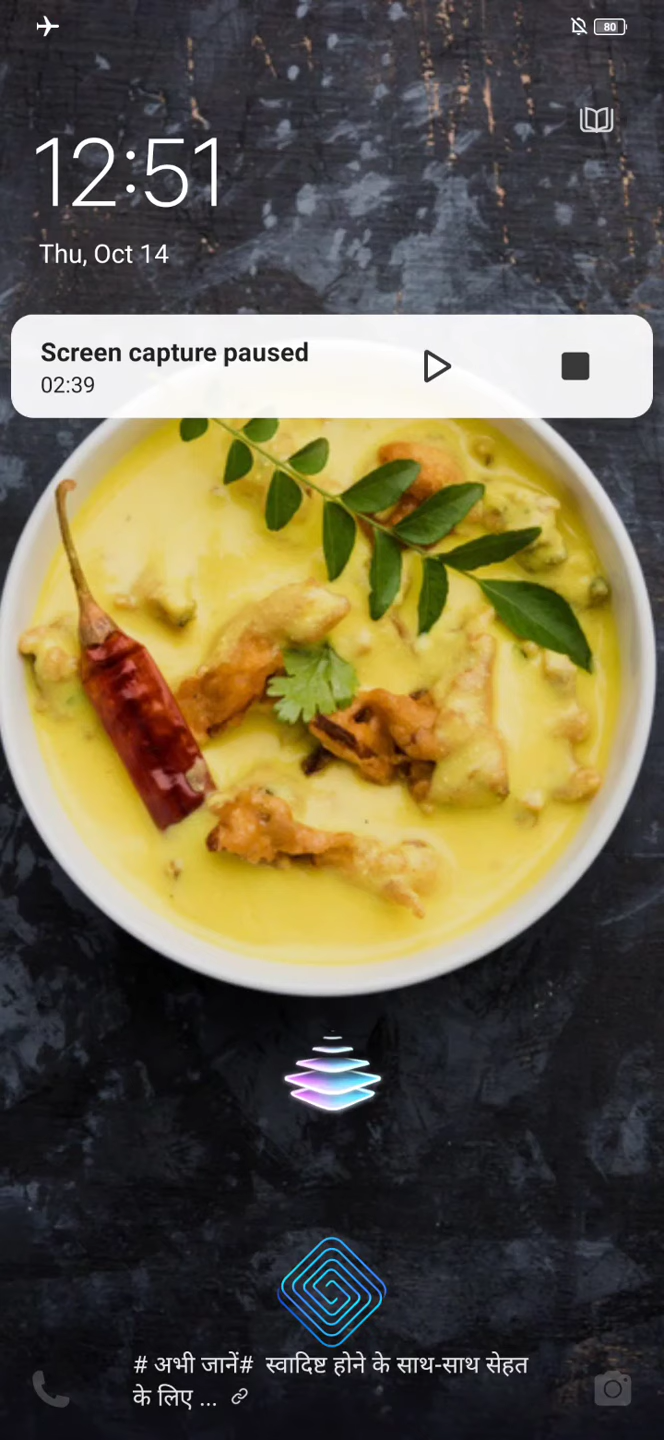 80
12:51
Thu, Oct 14
Screen capture paused
02:39
# अभी जानें# स्वादिष्ट होने के साथ-साथ सेहत
के लिए ...